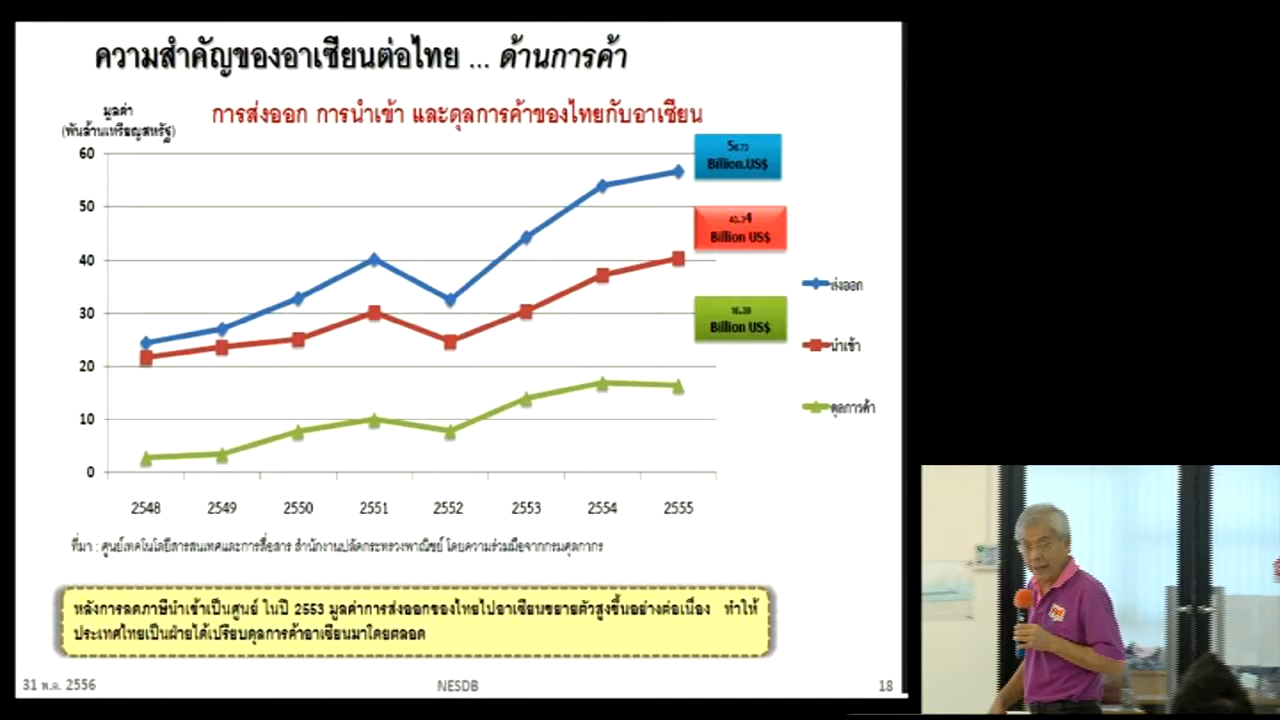 ความสำคัญของอาเซียนต่อไทย ... ด้านการค้า
มูลค่า
(พันล้านเหรียญสหรัฐ)
การส่งออก การนำเข้า และดุลการค้าของไทยกับอาเซียน
60
50
40
30
20
10
0
56.73
Billion.US$
40.34
Billion US$
16.39
Billion US$
ส่งออก
นำเข้า
ดุลการค้า
2548 2549 2550 2551 2552 2553 2554 2555
ที่มา : ศูนย์เทคโนโลยีสารสนเทศและการสื่อสาร สำนักงานปลัดกระทรวงพาณิชย์ โดยความร่วมมือจากกรมศุลกากร
หลังการลดภาษีนำเข้าเป็นศูนย์ ในปี 2553 มูลค่าการส่งออกของไทยไปอาเซียนขยายตัวสูงขึ้นอย่างต่อเนื่อง ทำให้
ประเทศไทยเป็นฝ่ายได้เปรียบดุลการค้าอาเซียนมาโดยตลอด
31 พ.ค. 2556
NESDB
18